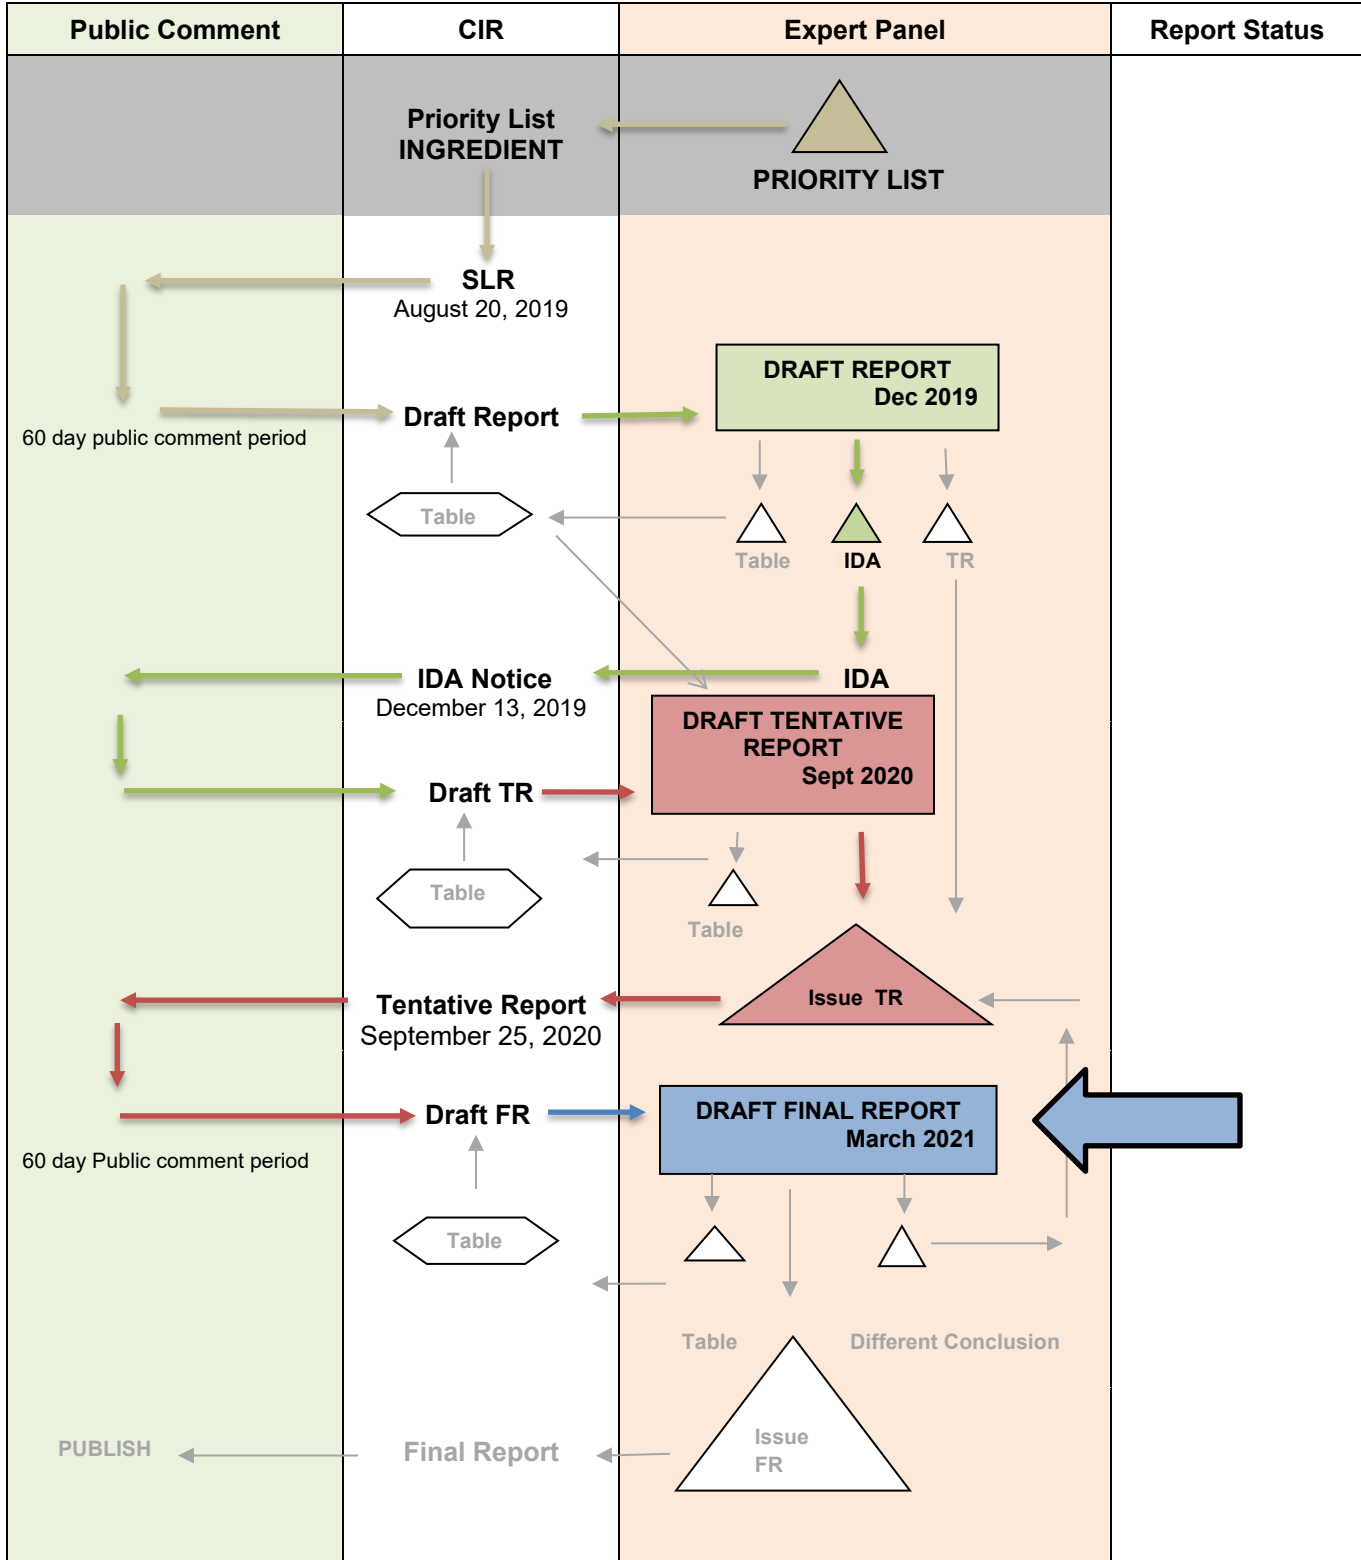 Public Comment
CIR
Expert Panel
Report Status
Priority List
INGREDIENT
PRIORITY LIST
SLR
August 20, 2019
60 day public comment period
Draft Report
DRAFT REPORT
Dec 2019
Table
Table
IDA
TR
IDA Notice
December 13, 2019
IDA
DRAFT TENTATIVE
REPORT
Sept 2020
Draft TR
Table
Table
Issue TR
Tentative Report
September 25, 2020
Draft FR
DRAFT FINAL REPORT
March 2021
60 day Public comment period
Table
Table
Different Conclusion
Issue
FR
Final Report
PUBLISH